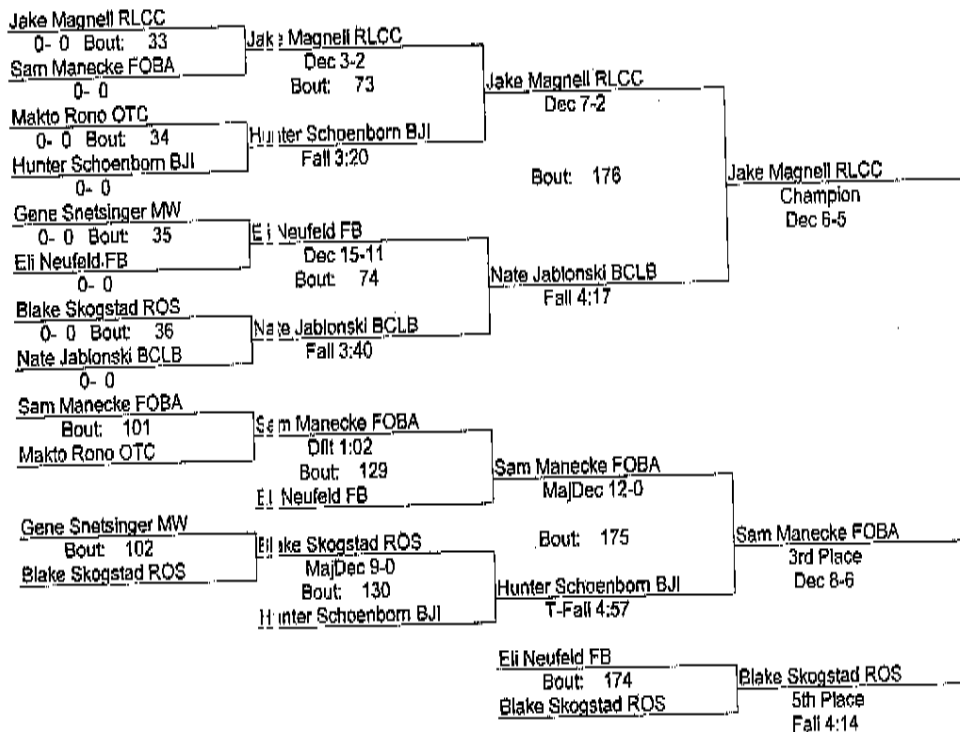 Jake Magnell RLCC
0- 0 Bout: 33
Sam Manecke FOBA
0- 0
Makto Rono OTC
0- 0 Bout: 34
Hunter Schoenborn BJI
0- 0
Gene Snetsinger MW
0- 0 Bout: 35
Eli Neufeld FB
0- 0
Blake Skogstad ROS
0- 0 Bout: 36
Nate Jablonski BCLB
0- 0
Jake Magnell RLCC
Dec 3-2
Bout: 73
Hunter Schoenborn BJI
Fall 3:20
Eli Neufeld FB
Dec 15-11
Bout: 74
Nate Jablonski BCLB
Fall 3:40
Jake Magnell RLCC
Dec 7-2
Bout: 176
Nate Jablonski BCLB
Fall 4:17
Jake Magnell RLCC
Champion
Dec 6-5
Sam Manecke FOBA
Bout: 101
Makto Rono OTC
Gene Snetsinger MW
Bout: 102
Blake Skogstad ROS
Sam Manecke FOBA
Dflt 1:02
Bout: 129
Eli Neufeld FB
Blake Skogstad ROS
MajDec 9-0
Bout: 130
Hunter Schoenborn BJI
Sam Manecke FOBA
MajDec 12-0
Bout: 175
Hunter Schoenborn BJI
T-Fall 4:57
Sam Manecke FOBA
3rd Place
Dec 8-6
Eli Neufeld FB
Bout: 174
Blake Skogstad ROS
Blake Skogstad ROS
5th Place
Fall 4:14